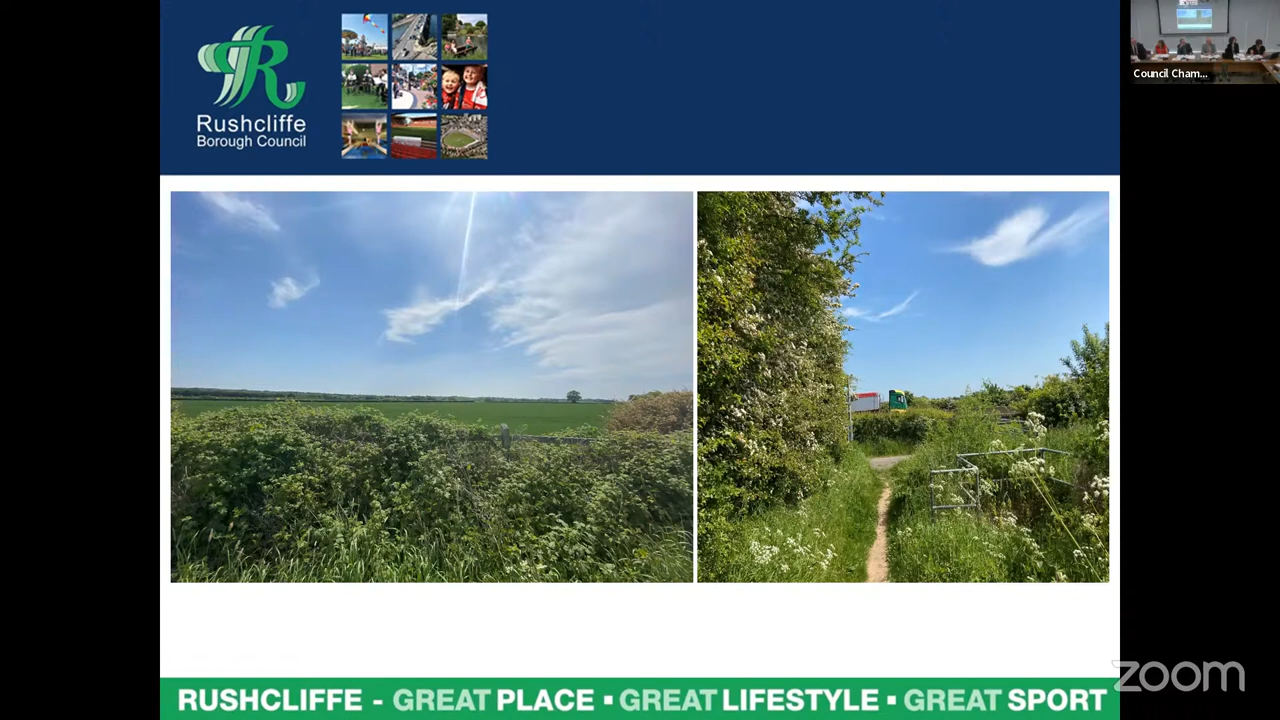 Rushcliffe
Borough Council
Council Cham...
RUSHCLIFFE - GREAT PLACE ▪ GREAT LIFESTYLE ▪ GREAT SPORT
zoom